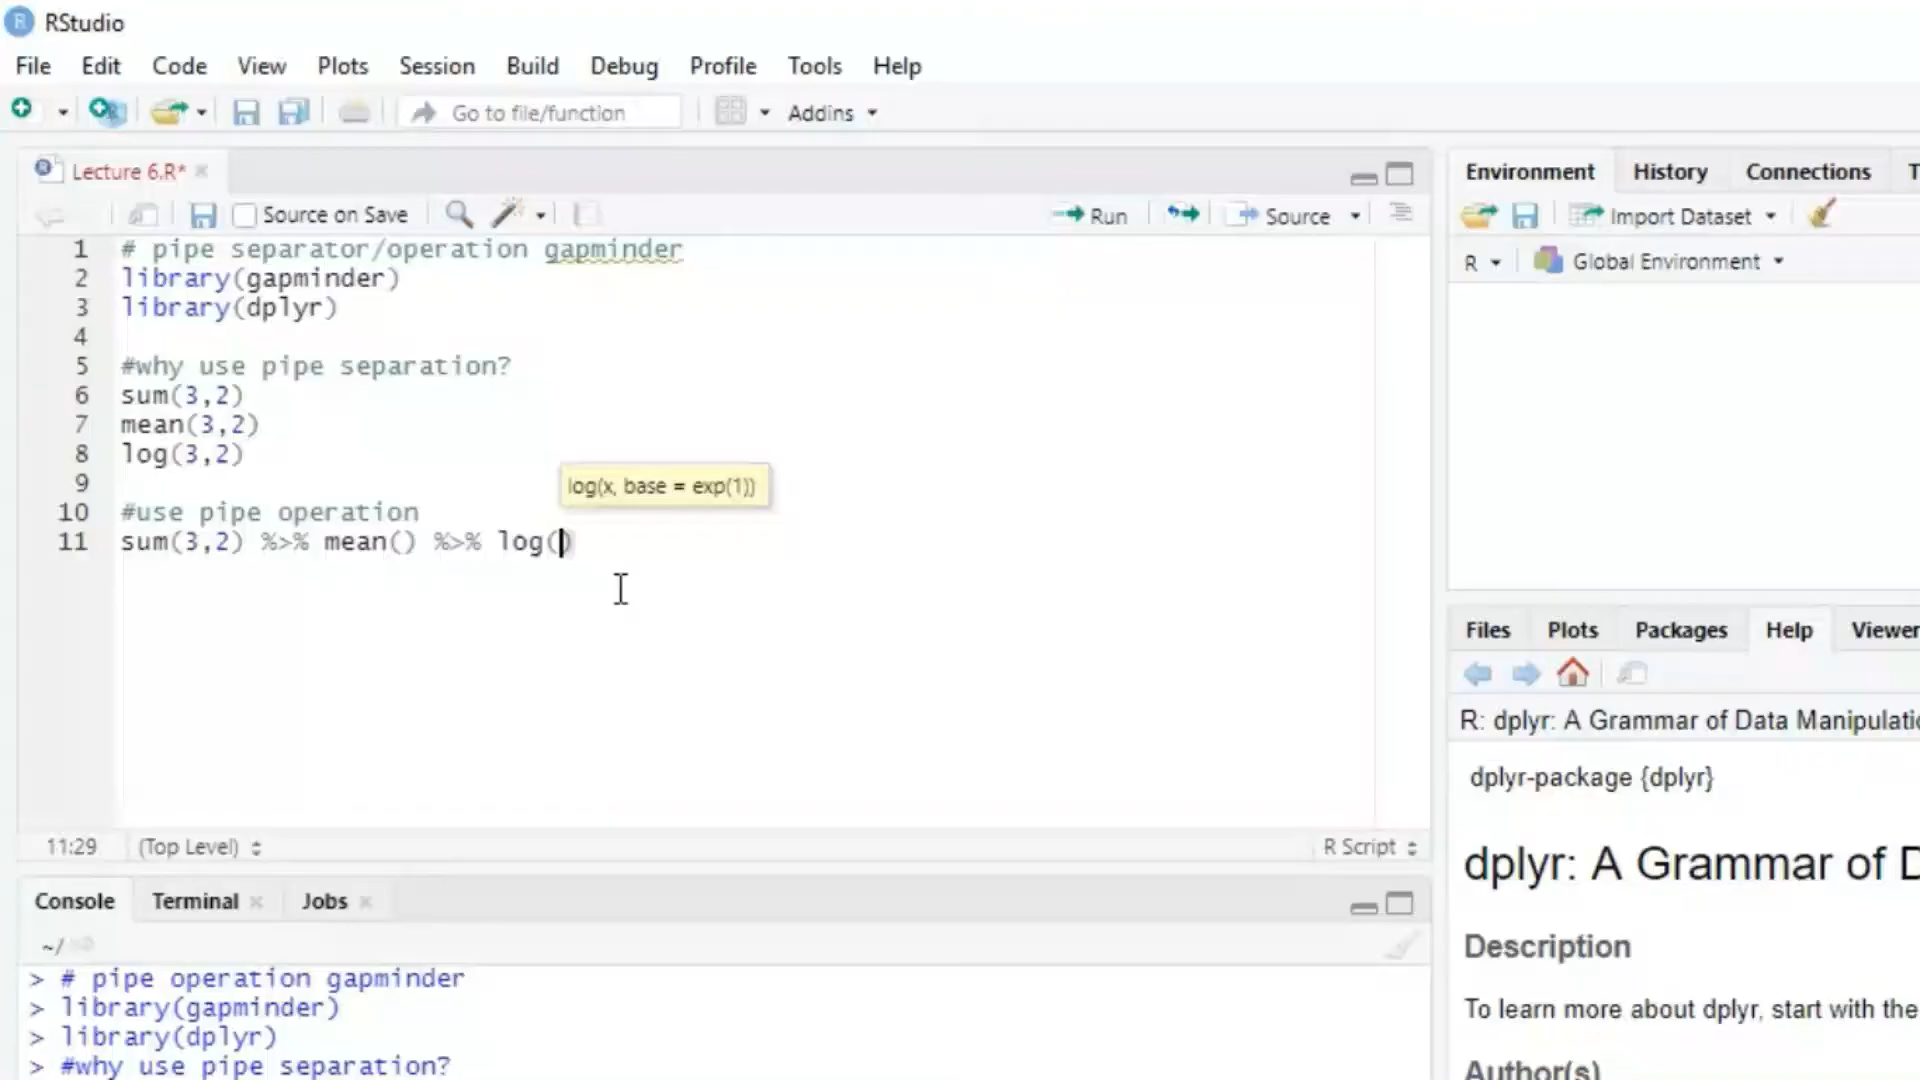 RStudio
File Edit Code View Plots Session Build Debug Profile Tools Help
Go to file/function Addins
Lecture 6.R*
Source on Save Run Source
1 # pipe separator/operation gapminder
2 library(gapminder)
3 library(dplyr)
4
5 #why use pipe separation?
6 sum(3,2)
7 mean(3,2)
8 log(3,2)
9
log(x, base = exp(1))
10 #use pipe operation
11 sum(3,2) %>% mean() %>% log()
11:29 (Top Level) R Script
Console Terminal Jobs
~/
> # pipe operation gapminder
> library(gapminder)
> library(dplyr)
> #why use pipe separation?
Environment History Connections T
Import Dataset
R Global Environment
Files Plots Packages Help Viewer
R: dplyr: A Grammar of Data Manipulatio
dplyr-package {dplyr}
dplyr: A Grammar of D
Description
To learn more about dplyr, start with the
Author(s)